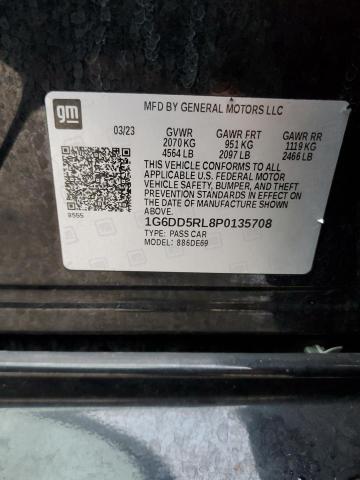 gm
MFD BY GENERAL MOTORS LLC
03/23 GVWR GAWR FRT GAWR RR
2070 KG 951 KG 1119 KG
4564 LB 2097 LB 2466 LB
THIS VEHICLE CONFORMS TO ALL
APPLICABLE U.S. FEDERAL MOTOR
VEHICLE SAFETY, BUMPER, AND THEFT
PREVENTION STANDARDS IN EFFECT ON
THE DATE OF MANUFACTURE SHOWN ABOVE.
1G6DD5RL8P0135708
TYPE: PASS CAR
MODEL: 886DE69